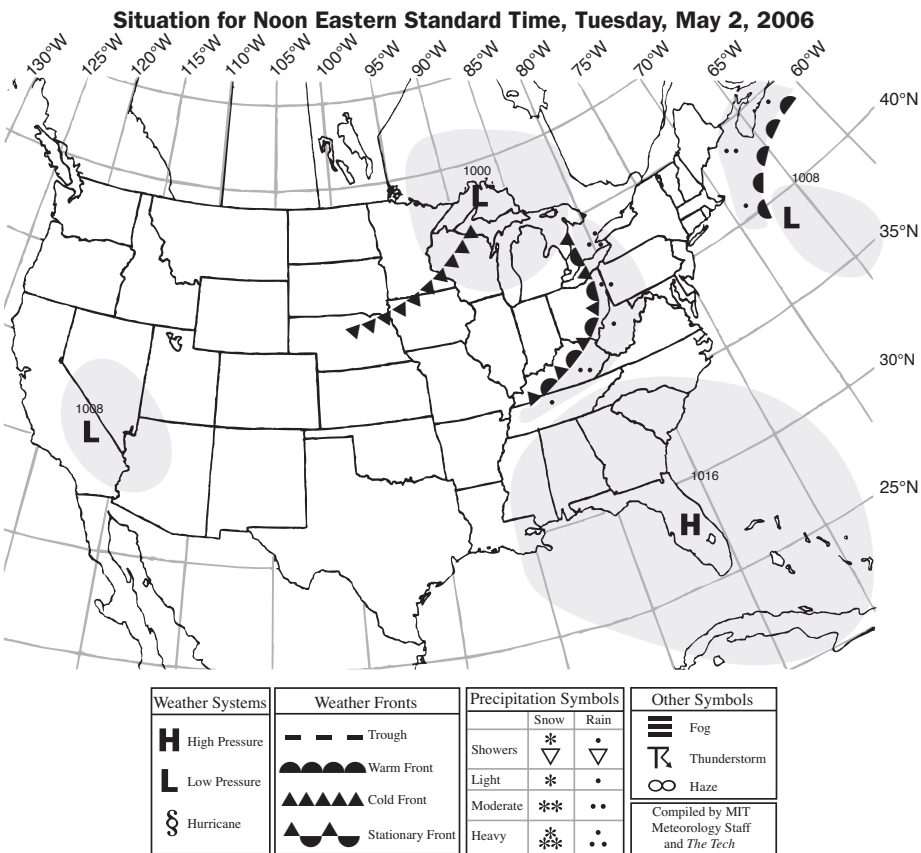 Situation for Noon Eastern Standard Time, Tuesday, May 2, 2006
130°W 125°W 120°W 115°W 110°W 105°W 100°W 95°W 90°W 85°W 80°W 75°W 70°W 65°W 60°W
40°N
1000
L
1008
L
35°N
30°N
1008
L
1016
25°N
H
Weather Systems
H High Pressure
L Low Pressure
§ Hurricane
Weather Fronts
Trough
Warm Front
Cold Front
Stationary Front
Precipitation Symbols
Snow Rain
Showers
Light
Moderate
Heavy
Other Symbols
Fog
Thunderstorm
Haze
Compiled by MIT
Meteorology Staff
and The Tech